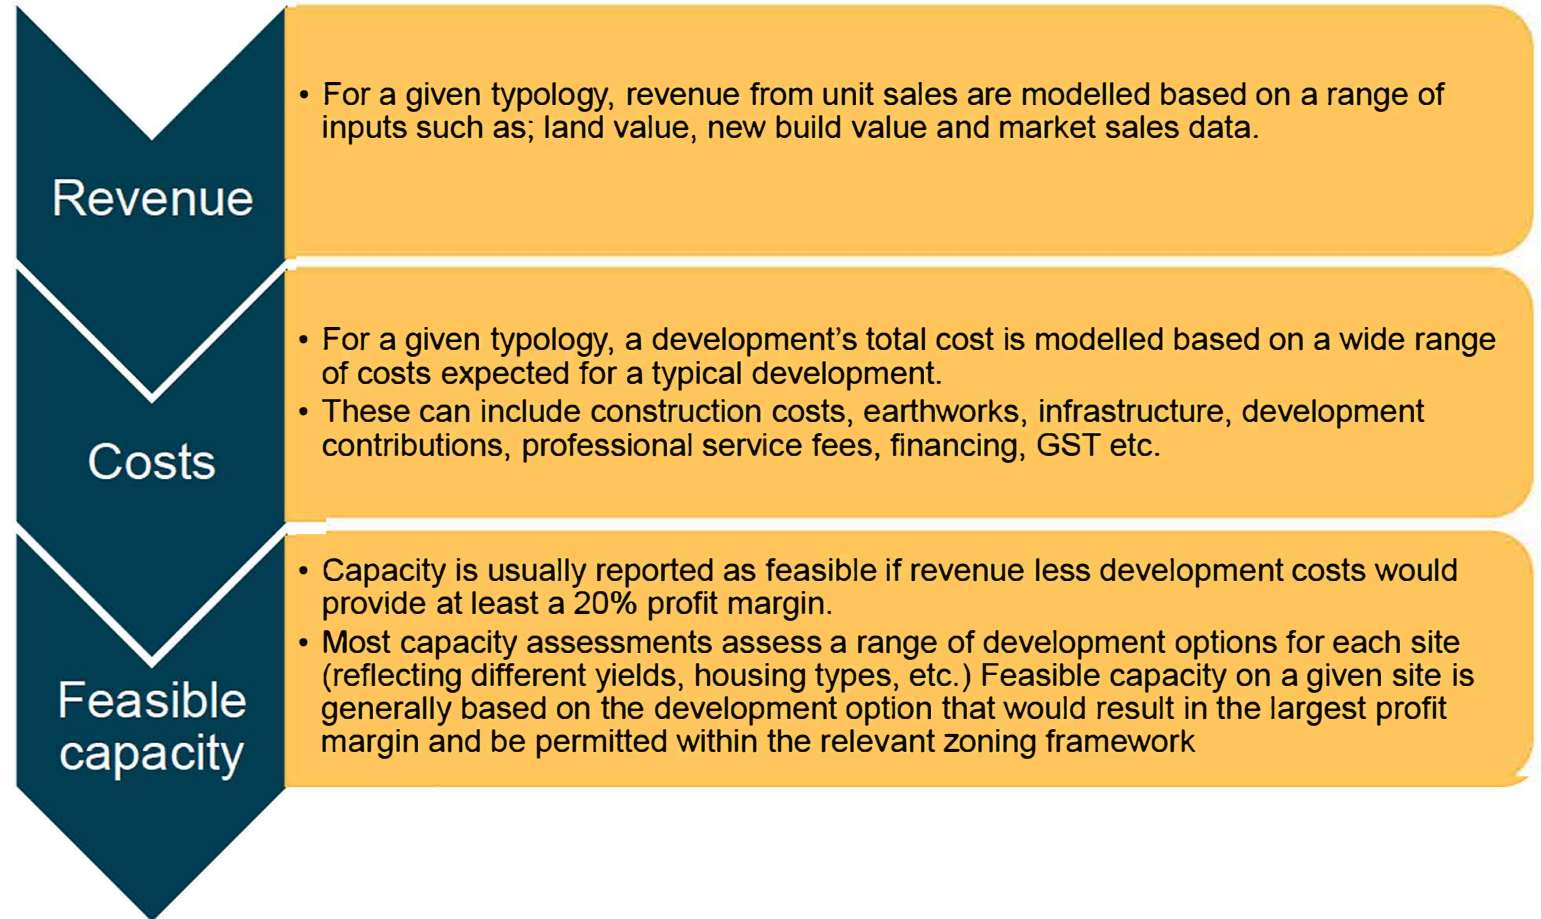 Revenue
• For a given typology, revenue from unit sales are modelled based on a range of
inputs such as; land value, new build value and market sales data.
Costs
• For a given typology, a development's total cost is modelled based on a wide range
of costs expected for a typical development.
• These can include construction costs, earthworks, infrastructure, development
contributions, professional service fees, financing, GST etc.
Feasible
capacity
• Capacity is usually reported as feasible if revenue less development costs would
provide at least a 20% profit margin.
• Most capacity assessments assess a range of development options for each site
(reflecting different yields, housing types, etc.) Feasible capacity on a given site is
generally based on the development option that would result in the largest profit
margin and be permitted within the relevant zoning framework